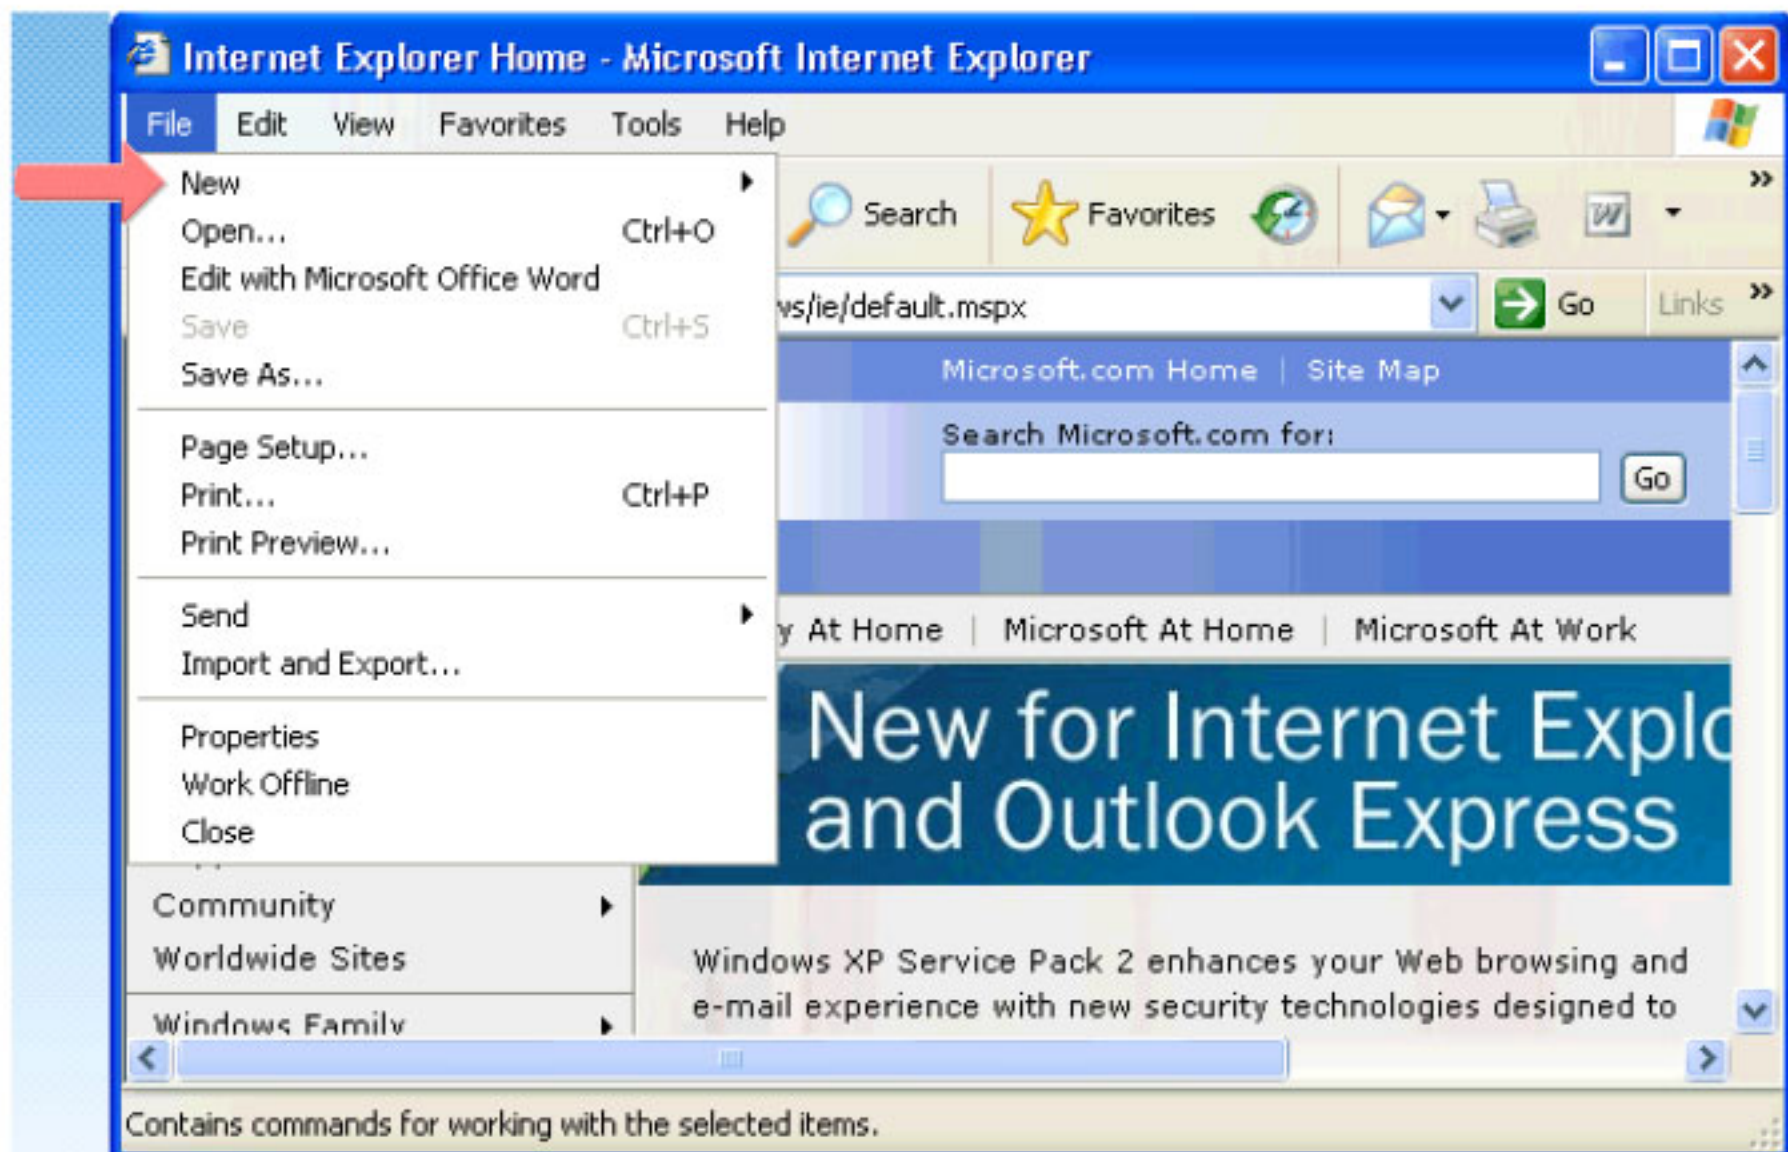 Internet Explorer Home - Microsoft Internet Explorer
File Edit View Favorites Tools Help
New
Open... Ctrl+O
Edit with Microsoft Office Word
Save Ctrl+S
Save As...
Page Setup...
Print... Ctrl+P
Print Preview...
Send
Import and Export...
Properties
Work Offline
Close
Search Favorites W
ws/ie/default.mspx Go Links
Microsoft.com Home | Site Map
Search Microsoft.com for:
Go
y At Home | Microsoft At Home | Microsoft At Work
New for Internet Explo
and Outlook Express
Community
Worldwide Sites
Windows Family
Windows XP Service Pack 2 enhances your Web browsing and
e-mail experience with new security technologies designed to
Contains commands for working with the selected items.